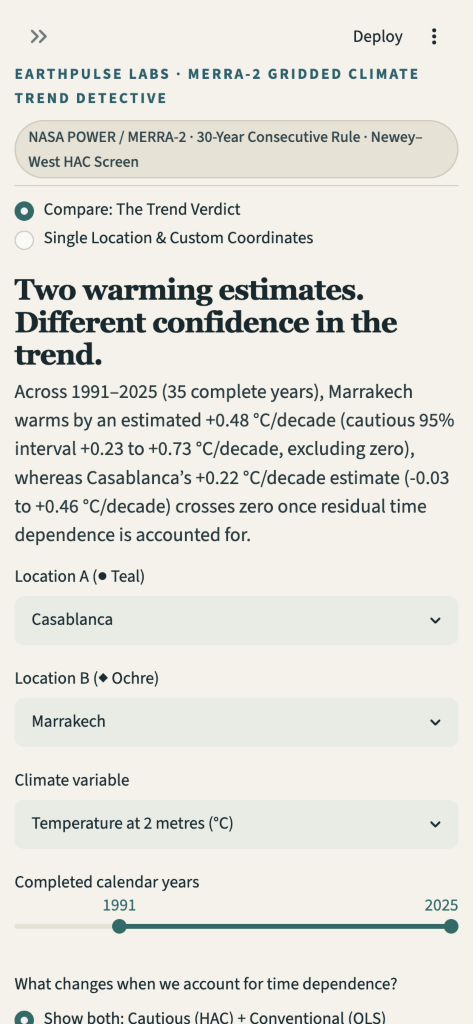 Deploy
EARTHPULSE LABS · MERRA-2 GRIDDED CLIMATE
TREND DETECTIVE
NASA POWER / MERRA-2 · 30-Year Consecutive Rule · Newey–
West HAC Screen
Compare: The Trend Verdict
Single Location & Custom Coordinates
Two warming estimates.
Different confidence in the
trend.
Across 1991–2025 (35 complete years), Marrakech
warms by an estimated +0.48 °C/decade (cautious 95%
interval +0.23 to +0.73 °C/decade, excluding zero),
whereas Casablanca’s +0.22 °C/decade estimate (-0.03
to +0.46 °C/decade) crosses zero once residual time
dependence is accounted for.
Location A (● Teal)
Casablanca
Location B (◆ Ochre)
Marrakech
Climate variable
Temperature at 2 metres (°C)
Completed calendar years
1991 2025
What changes when we account for time dependence?
Show both: Cautious (HAC) + Conventional (OLS)